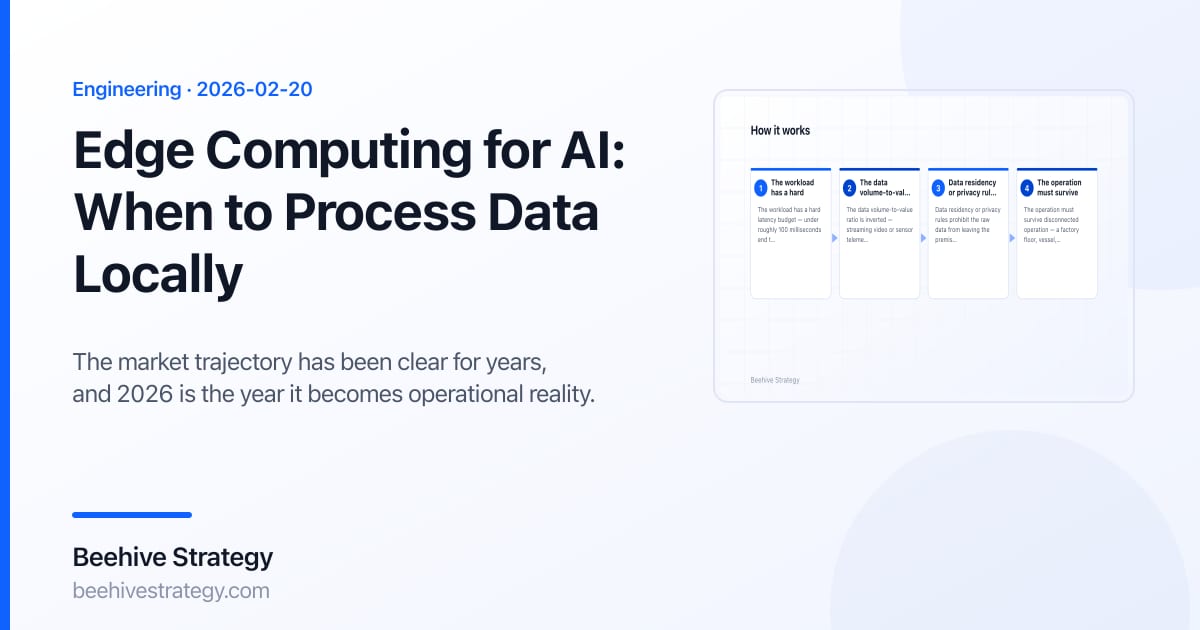 Engineering · 2026-02-20
Edge Computing for AI:
When to Process Data
Locally
The market trajectory has been clear for years,
and 2026 is the year it becomes operational reality.
Beehive Strategy
beehivestrategy.com
How it works
1
The workload
has a hard
The workload has a hard
latency budget — under
roughly 100 milliseconds
end t...
2
The data
volume-to-val...
The data volume-to-value
ratio is inverted —
streaming video or sensor
teleme...
3
Data residency
or privacy rul...
Data residency or privacy
rules prohibit the raw
data from leaving the
premis...
4
The operation
must survive
The operation must
survive disconnected
operation — a factory
floor, vessel,...
Beehive Strategy